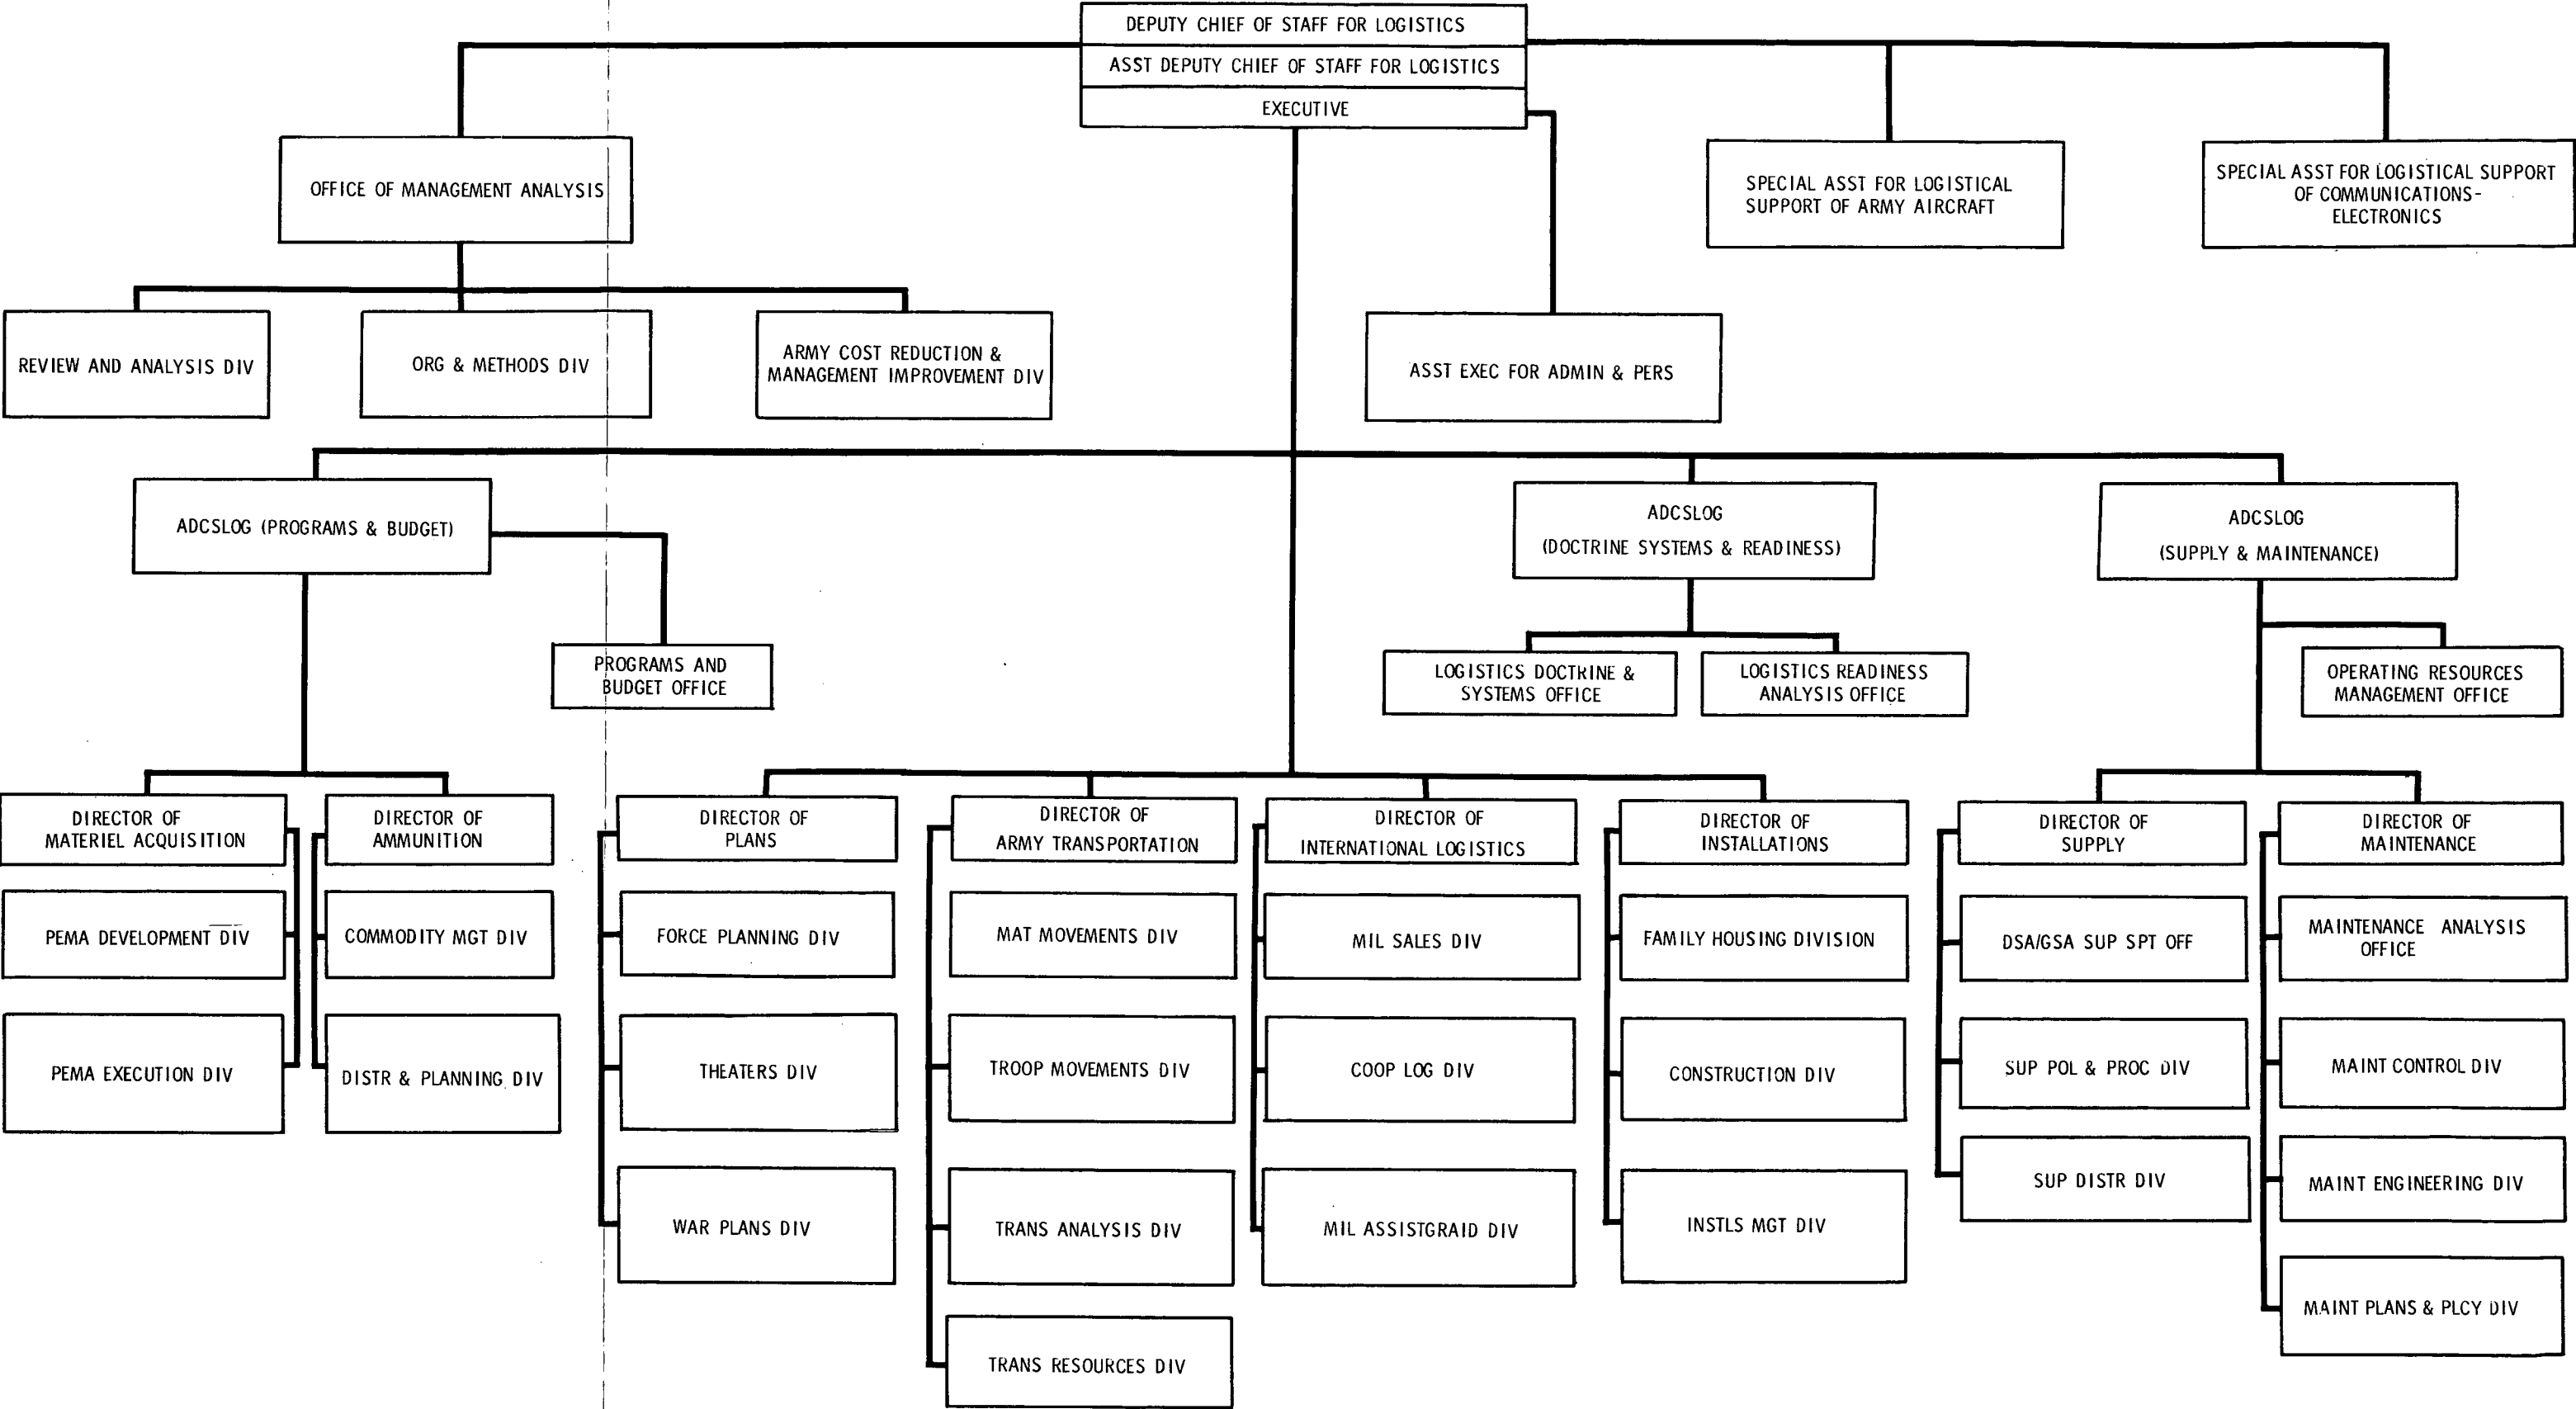 DEPUTY CHIEF OF STAFF FOR LOGISTICS
ASST DEPUTY CHIEF OF STAFF FOR LOGISTICS
EXECUTIVE
OFFICE OF MANAGEMENT ANALYSIS
SPECIAL ASST FOR LOGISTICAL
SUPPORT OF ARMY AIRCRAFT
SPECIAL ASST FOR LOGISTICAL SUPPORT
OF COMMUNICATIONS-
ELECTRONICS
REVIEW AND ANALYSIS DIV
ORG & METHODS DIV
ARMY COST REDUCTION &
MANAGEMENT IMPROVEMENT DIV
ASST EXEC FOR ADMIN & PERS
ADCSLOG (PROGRAMS & BUDGET)
ADCSLOG
(DOCTRINE SYSTEMS & READINESS)
ADCSLOG
(SUPPLY & MAINTENANCE)
PROGRAMS AND
BUDGET OFFICE
LOGISTICS DOCTRINE &
SYSTEMS OFFICE
LOGISTICS READINESS
ANALYSIS OFFICE
OPERATING RESOURCES
MANAGEMENT OFFICE
DIRECTOR OF
MATERIEL ACQUISITION
PEMA DEVELOPMENT DIV
PEMA EXECUTION DIV
DIRECTOR OF
AMMUNITION
COMMODITY MGT DIV
DISTR & PLANNING DIV
DIRECTOR OF
PLANS
FORCE PLANNING DIV
THEATERS DIV
WAR PLANS DIV
DIRECTOR OF
ARMY TRANSPORTATION
MAT MOVEMENTS DIV
TROOP MOVEMENTS DIV
TRANS ANALYSIS DIV
TRANS RESOURCES DIV
DIRECTOR OF
INTERNATIONAL LOGISTICS
MIL SALES DIV
COOP LOG DIV
MIL ASSISTGRAID DIV
DIRECTOR OF
INSTALLATIONS
FAMILY HOUSING DIVISION
CONSTRUCTION DIV
INSTLS MGT DIV
DIRECTOR OF
SUPPLY
DSA/GSA SUP SPT OFF
SUP POL & PROC DIV
SUP DISTR DIV
DIRECTOR OF
MAINTENANCE
MAINTENANCE ANALYSIS
OFFICE
MAINT CONTROL DIV
MAINT ENGINEERING DIV
MAINT PLANS & PLCY DIV